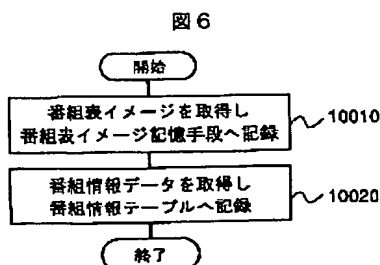 図6
開始
番組表イメージを取得し
番組表イメージ記憶手段へ記録
10010
番組情報データを取得し
番組情報テーブルへ記録
10020
終了